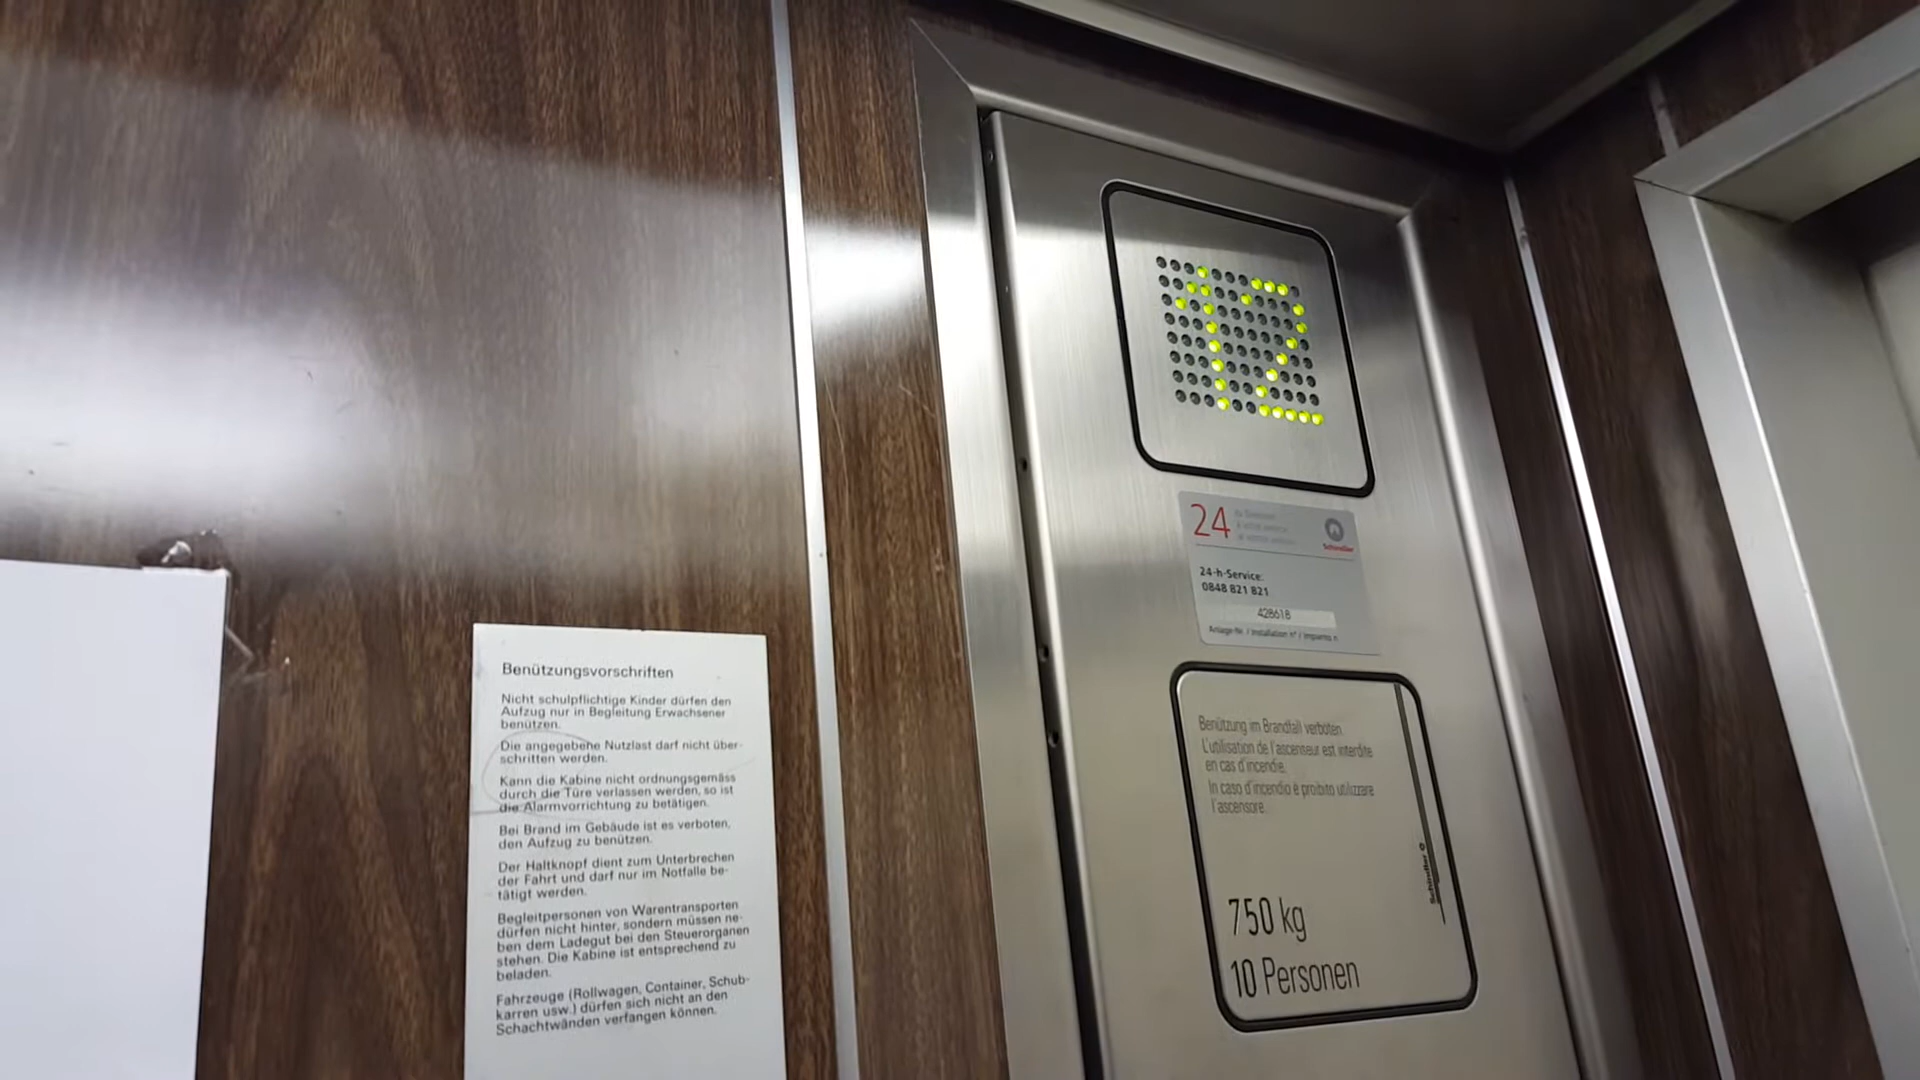 12
24
Schindler
24-h-Service:
0848 821 821
428618
Anlage-Nr. / Installation n° / Impianto n
Benützung im Brandfall verboten.
L'utilisation de l'ascenseur est interdite
en cas d'incendie.
In caso d'incendio è proibito utilizzare
l'ascensore.
Schindler
750 kg
10 Personen
Benützungsvorschriften
Nicht schulpflichtige Kinder dürfen den
Aufzug nur in Begleitung Erwachsener
benützen.
Die angegebene Nutzlast darf nicht über-
schritten werden.
Kann die Kabine nicht ordnungsgemäss
durch die Türe verlassen werden, so ist
die Alarmvorrichtung zu betätigen.
Bei Brand im Gebäude ist es verboten,
den Aufzug zu benützen.
Der Haltknopf dient zum Unterbrechen
der Fahrt und darf nur im Notfalle be-
tätigt werden.
Begleitpersonen von Warentransporten
dürfen nicht hinter, sondern müssen ne-
ben dem Ladegut bei den Steuerorganen
stehen. Die Kabine ist entsprechend zu
beladen.
Fahrzeuge (Rollwagen, Container, Schub-
karren usw.) dürfen sich nicht an den
Schachtwänden verfangen können.